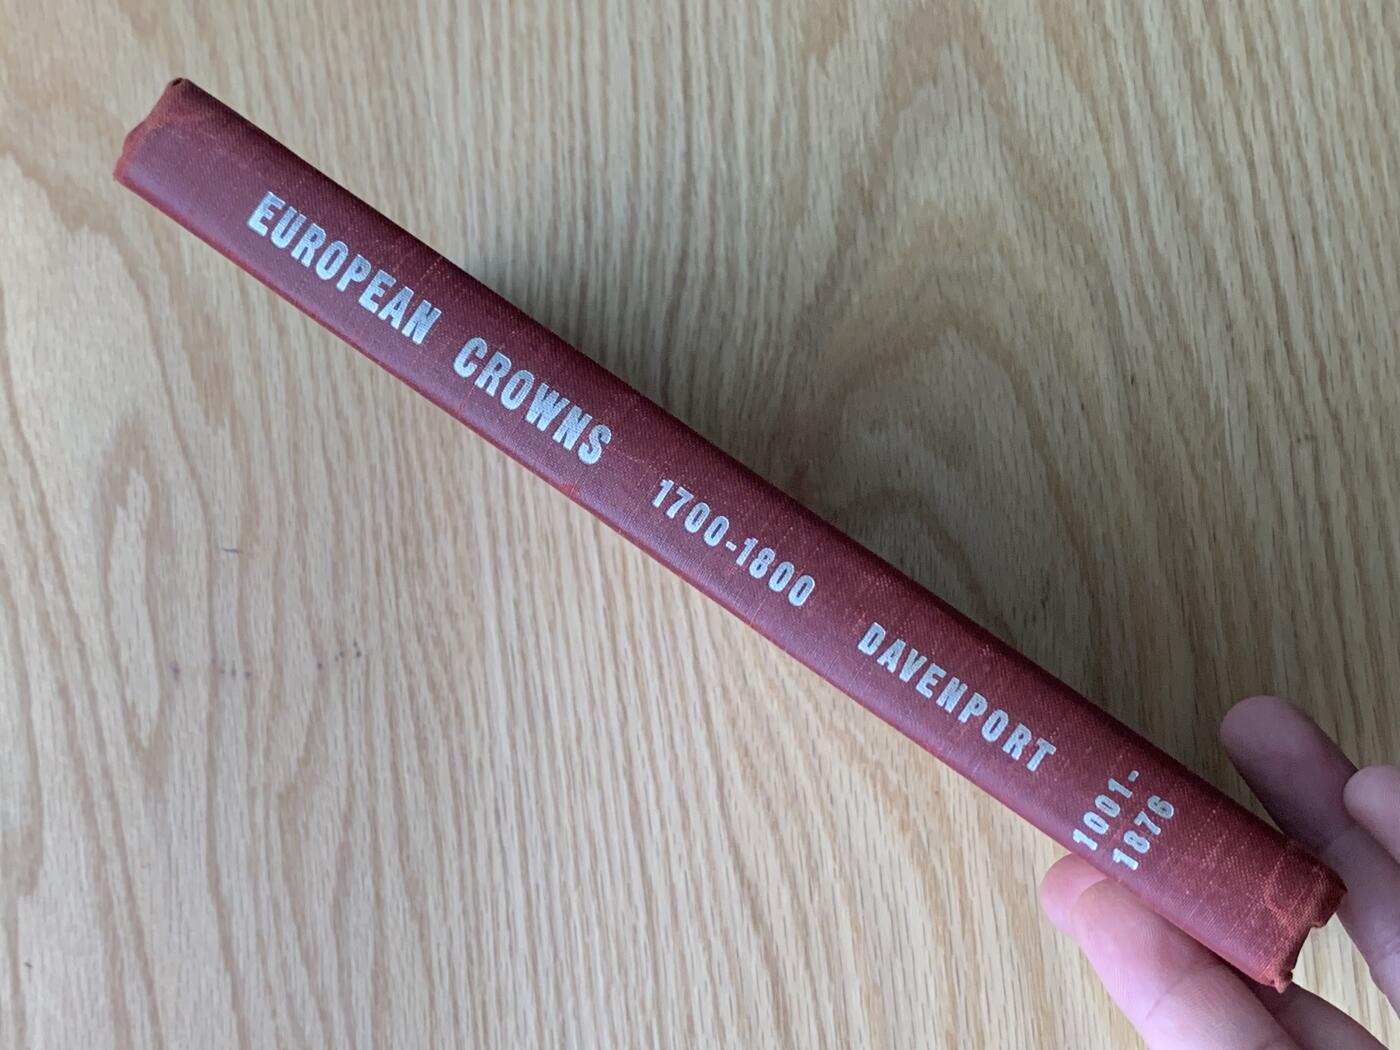 EUROPEAN CROWNS 1700-1800 DAVENPORT
1001-
1876